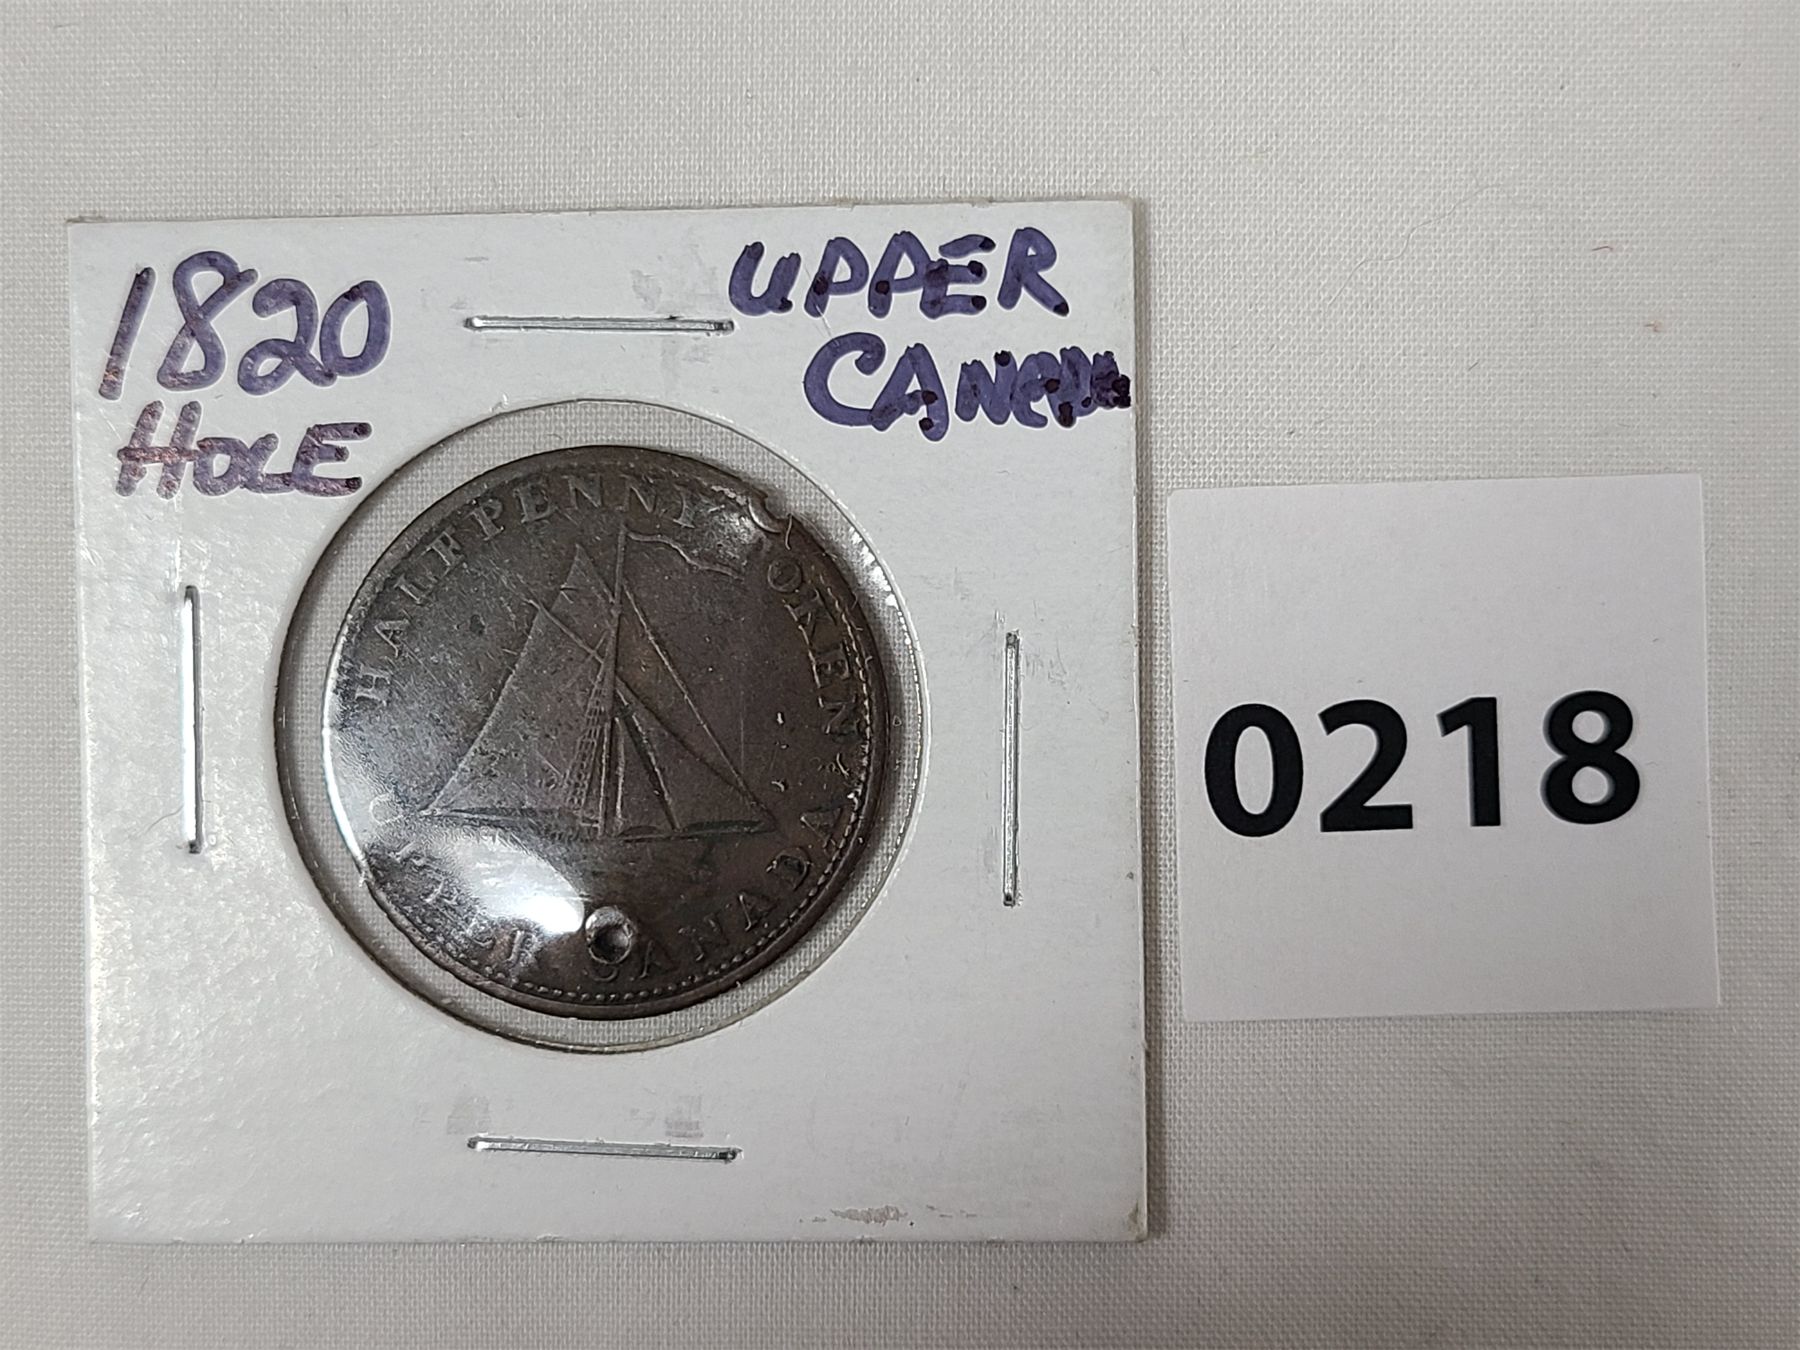 1820
HOLE
UPPER
CANADA
HALFPENNY TOKEN
UPPER CANADA
0218